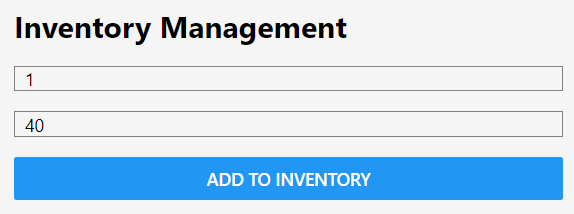 Inventory Management
1
40
ADD TO INVENTORY